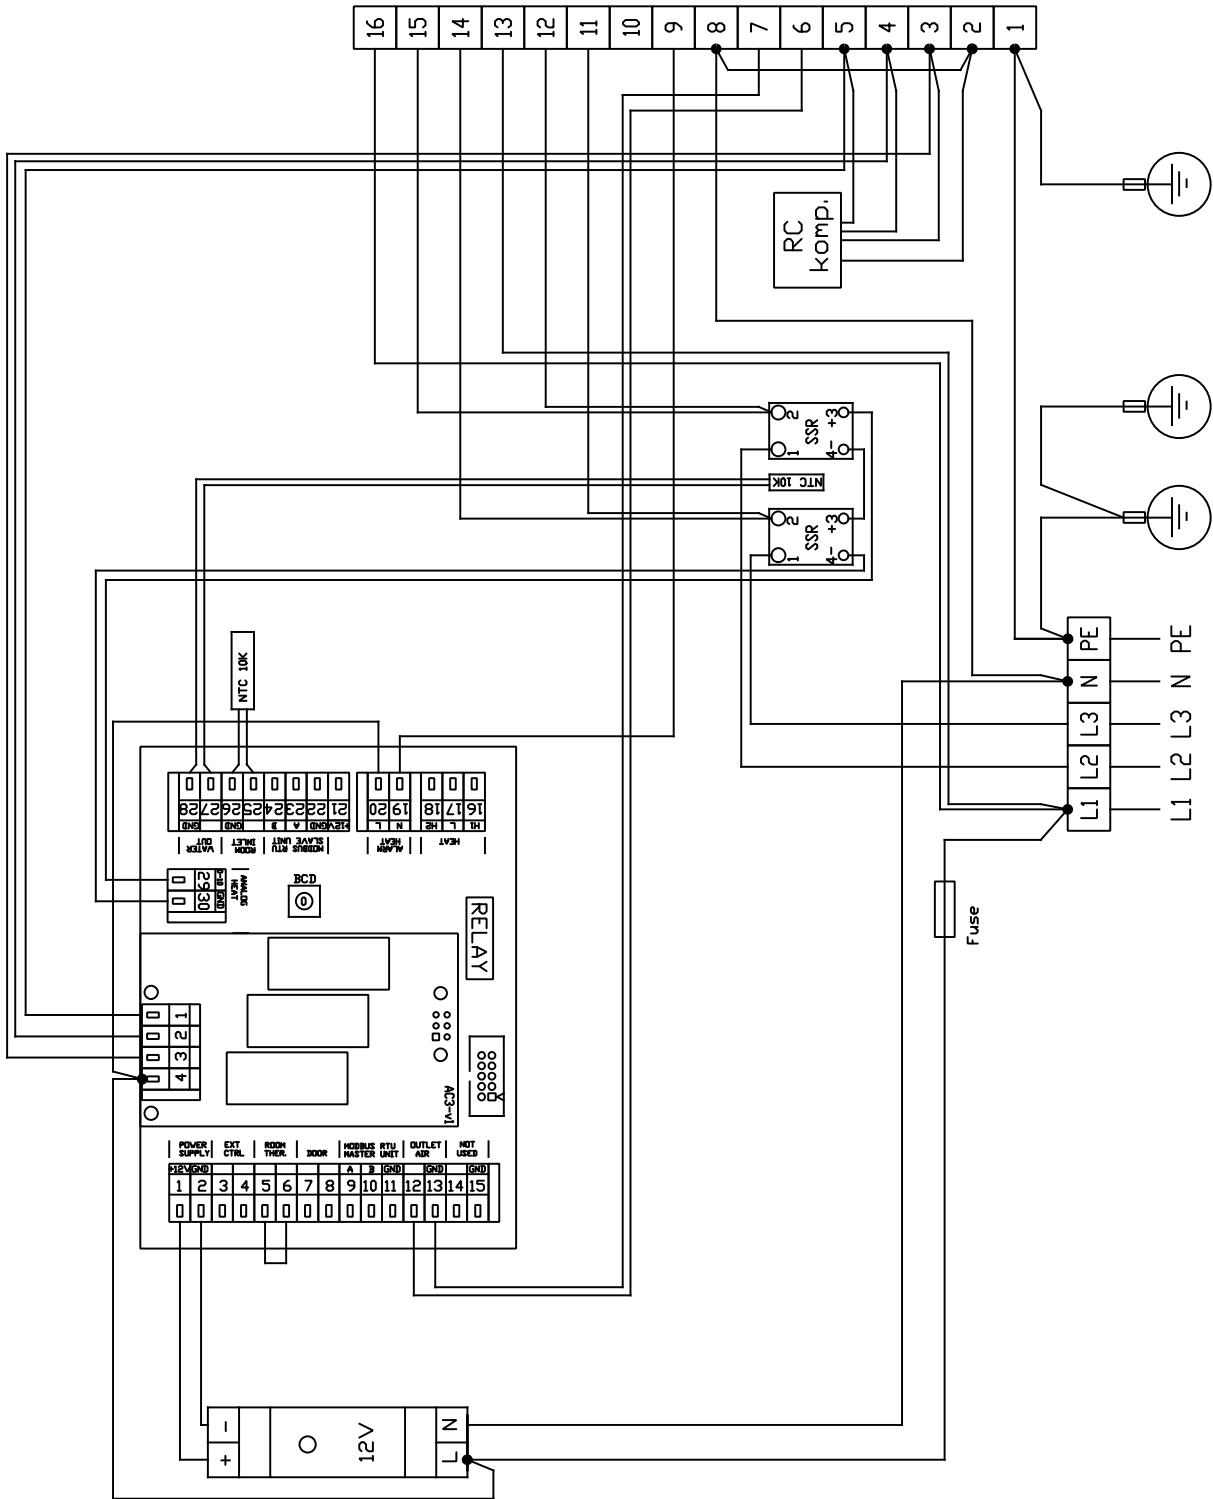 16 15 14 13 12 11 10 9 8 7 6 5 4 3 2 1
RC
komp.
2 +3
SSR
1 4-
NTC 10K
2 +3
SSR
1 4-
PE PE
N N
L3 L3
L2 L2
L1 L1
Fuse
NTC 10K
28 27 26 25 24 23 22 21
GND GND B A GND +12V
WATER OUT
ROOM INLET
MODBUS RTU SLAVE UNIT
20 19
L N
ALARM HEAT
18 17 16
H2 L H1
HEAT
29 30
0-10 GND
ANALOG HEAT
BCD
RELAY
1
2
3
4
AC3-v1
POWER SUPPLY
EXT CTRL
ROOM THER.
DOOR
MODBUS RTU MASTER UNIT
OUTLET AIR
NOT USED
+12V GND A B GND GND GND
1 2 3 4 5 6 7 8 9 10 11 12 13 14 15
- N
12V
+ L